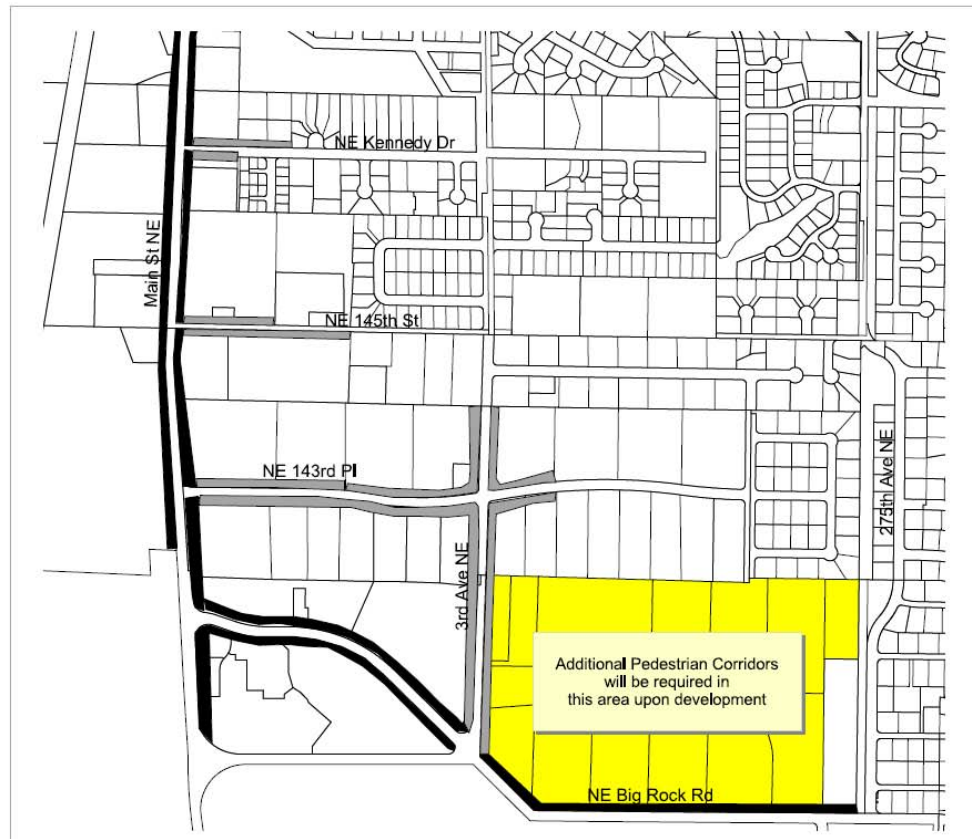 NE Kennedy Dr
Main St NE
NE 145th St
NE 143rd Pl
275th Ave NE
3rd Ave NE
Additional Pedestrian Corridors
will be required in
this area upon development
NE Big Rock Rd